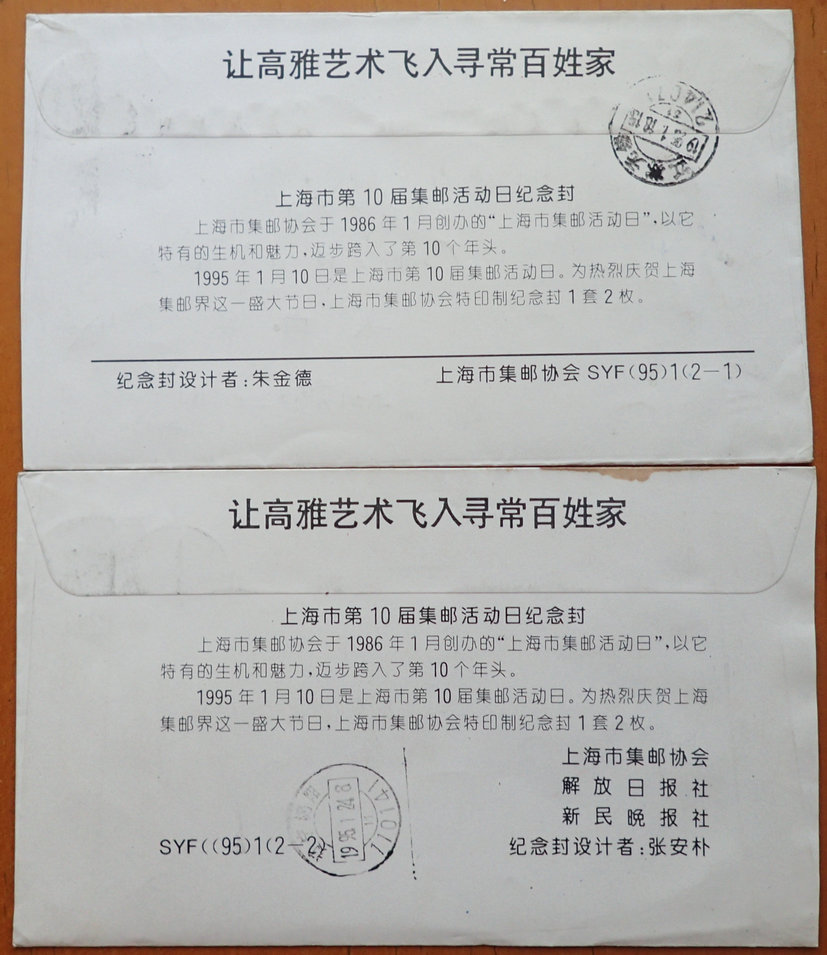 让高雅艺术飞入寻常百姓家
上海市第10届集邮活动日纪念封
上海市集邮协会于1986年1月创办的“上海市集邮活动日”,以它
特有的生机和魅力,迈步跨入了第10个年头。
1995年1月10日是上海市第10届集邮活动日。为热烈庆贺上海
集邮界这一盛大节日,上海市集邮协会特印制纪念封1套2枚。
纪念封设计者:朱金德
上海市集邮协会SYF(95)1(2-1)
让高雅艺术飞入寻常百姓家
上海市第10届集邮活动日纪念封
上海市集邮协会于1986年1月创办的“上海市集邮活动日”,以它
特有的生机和魅力,迈步跨入了第10个年头。
1995年1月10日是上海市第10届集邮活动日。为热烈庆贺上海
集邮界这一盛大节日,上海市集邮协会特印制纪念封1套2枚。
上海市集邮协会
解放日报社
新民晚报社
SYF((95)1(2-2)
纪念封设计者:张安朴
1995.1.24.8